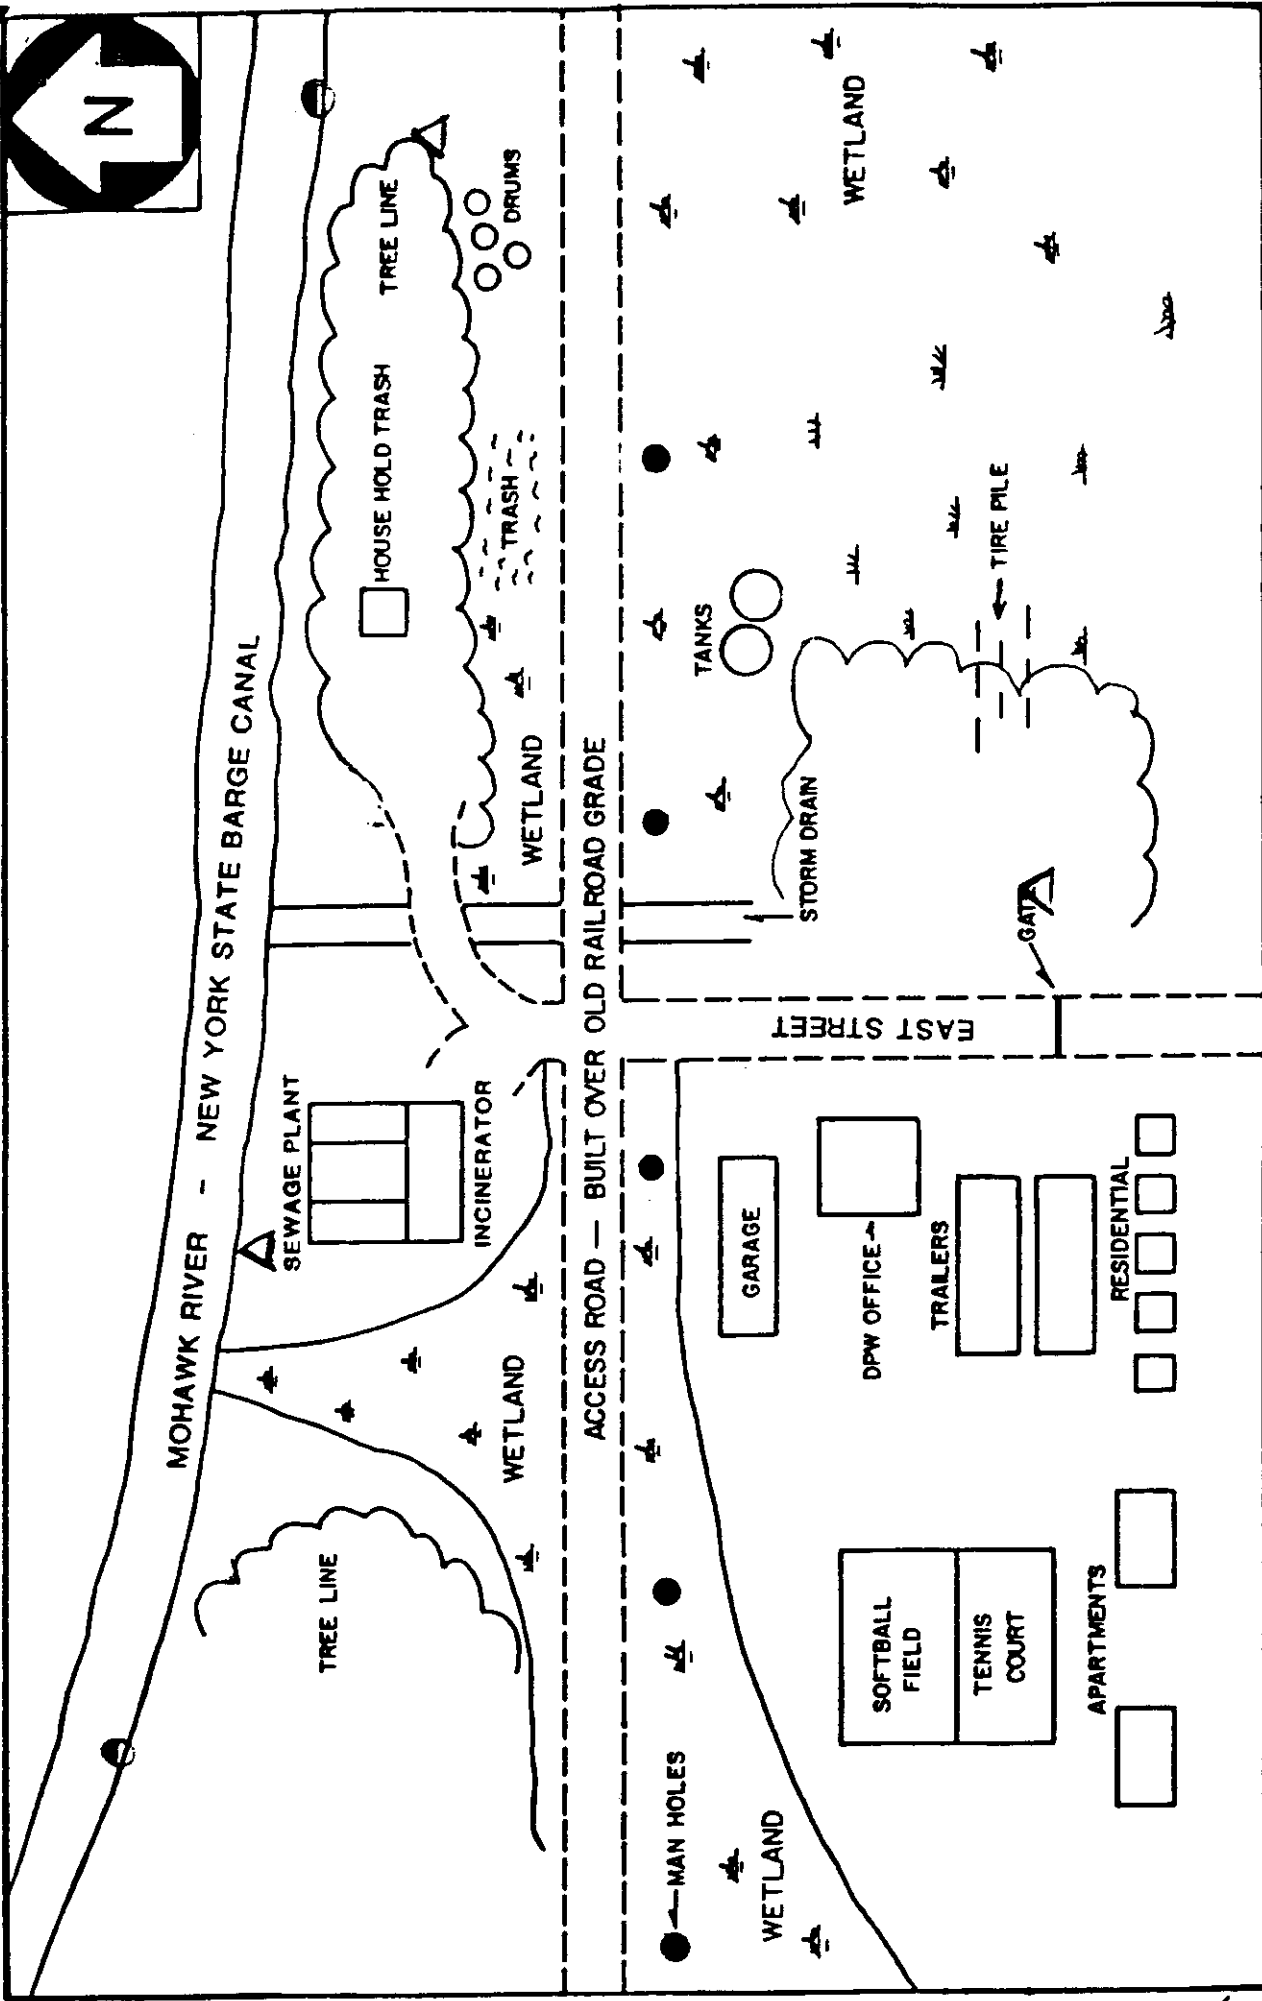 N
MOHAWK RIVER - NEW YORK STATE BARGE CANAL
TREE LINE
SEWAGE PLANT
INCINERATOR
HOUSE HOLD TRASH
TREE LINE
DRUMS
TRASH
WETLAND
WETLAND
ACCESS ROAD — BUILT OVER OLD RAILROAD GRADE
MAN HOLES
WETLAND
GARAGE
DPW OFFICE
TRAILERS
RESIDENTIAL
SOFTBALL
FIELD
TENNIS
COURT
APARTMENTS
EAST STREET
STORM DRAIN
GATE
TANKS
TIRE PILE
WETLAND